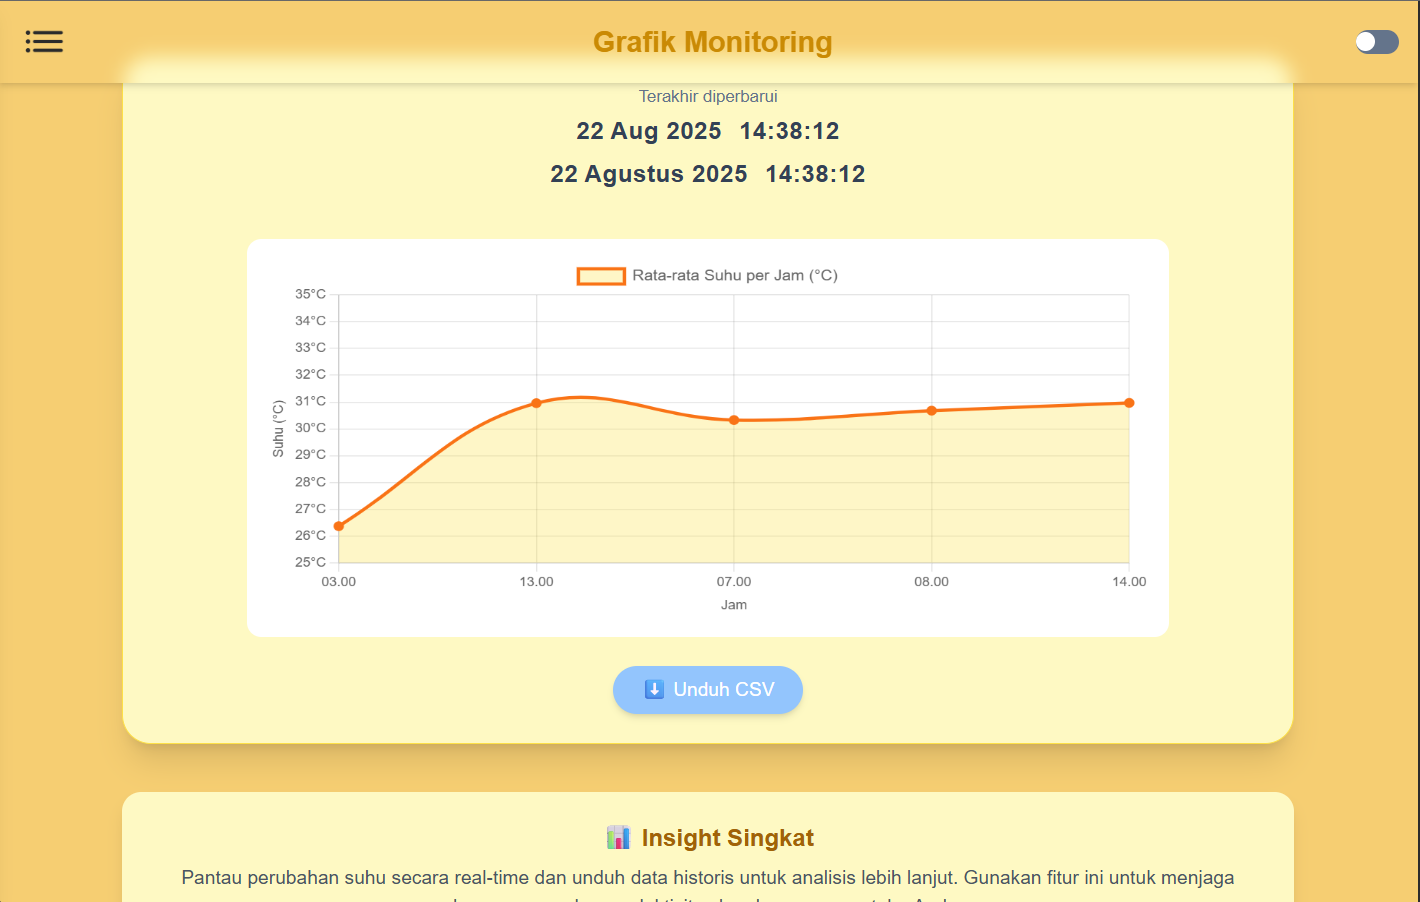 Grafik Monitoring
Terakhir diperbarui
22 Aug 2025 14:38:12
22 Agustus 2025 14:38:12
Rata-rata Suhu per Jam (°C)
35°C
34°C
33°C
32°C
31°C
30°C
29°C
28°C
27°C
26°C
25°C
Suhu (°C)
03.00 13.00 07.00 08.00 14.00
Jam
Unduh CSV
Insight Singkat
Pantau perubahan suhu secara real-time dan unduh data historis untuk analisis lebih lanjut. Gunakan fitur ini untuk menjaga